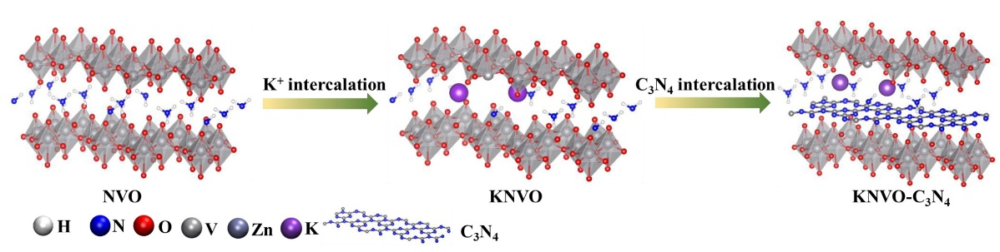 K⁺ intercalation
C₃N₄ intercalation
NVO
KNVO
KNVO-C₃N₄
H N O V Zn K C₃N₄